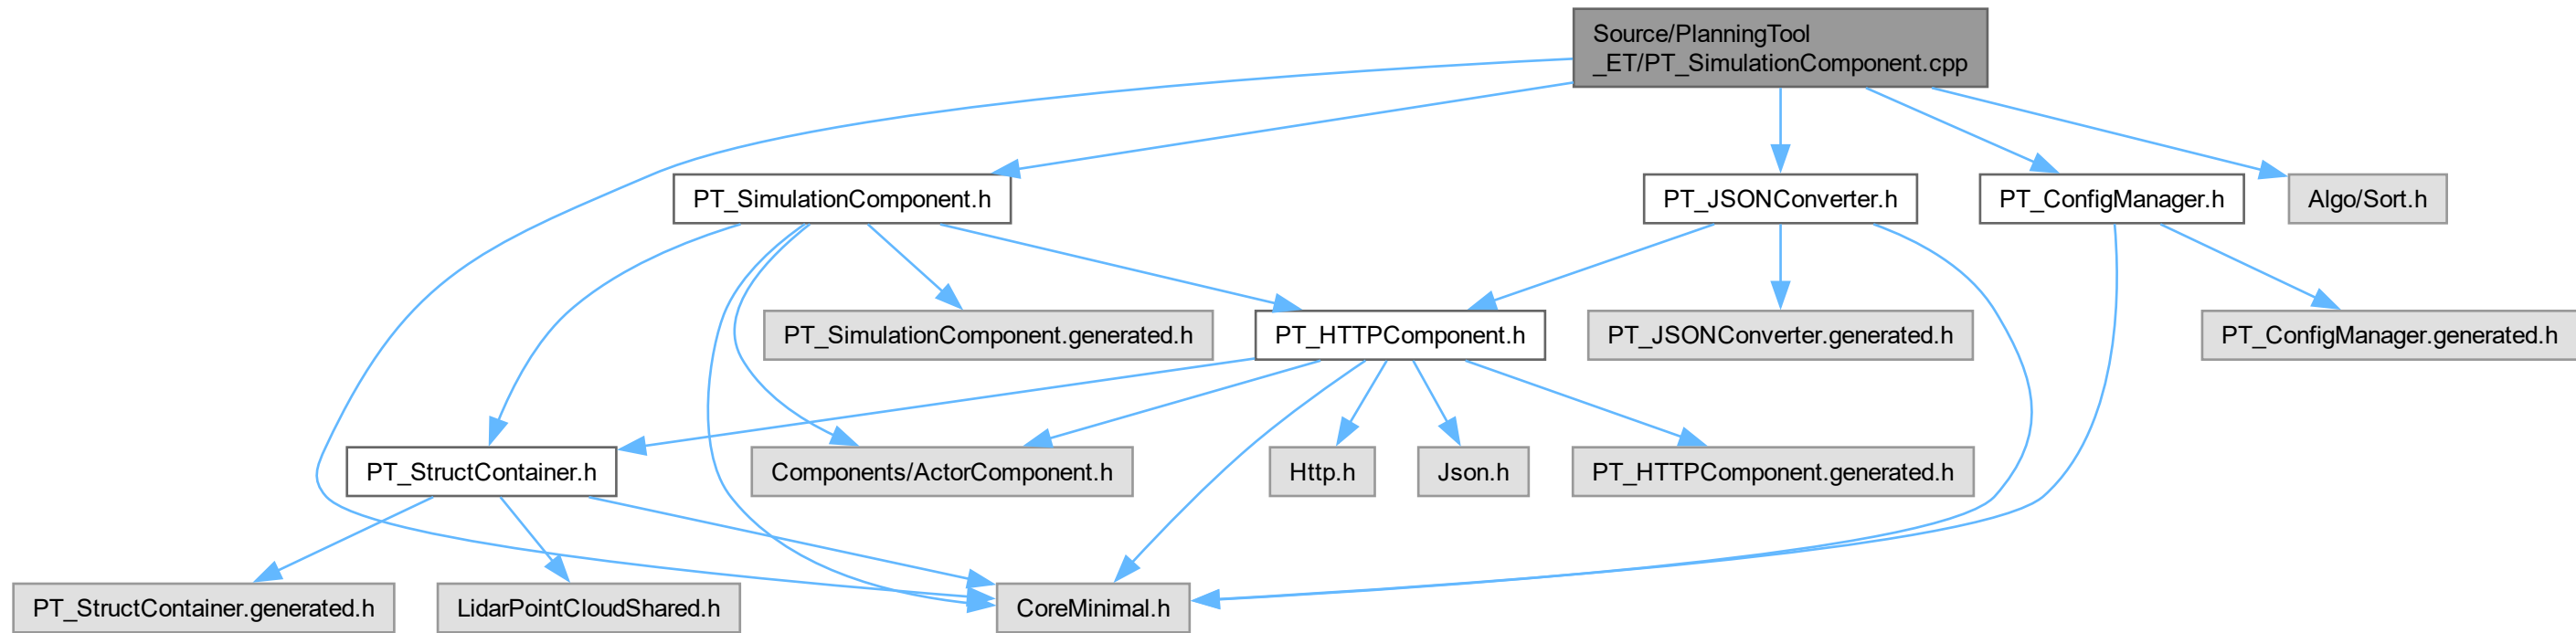 Source/PlanningTool
_ET/PT_SimulationComponent.cpp
PT_SimulationComponent.h
PT_JSONConverter.h
PT_ConfigManager.h
Algo/Sort.h
PT_SimulationComponent.generated.h
PT_HTTPComponent.h
PT_JSONConverter.generated.h
PT_ConfigManager.generated.h
PT_StructContainer.h
Components/ActorComponent.h
Http.h
Json.h
PT_HTTPComponent.generated.h
PT_StructContainer.generated.h
LidarPointCloudShared.h
CoreMinimal.h